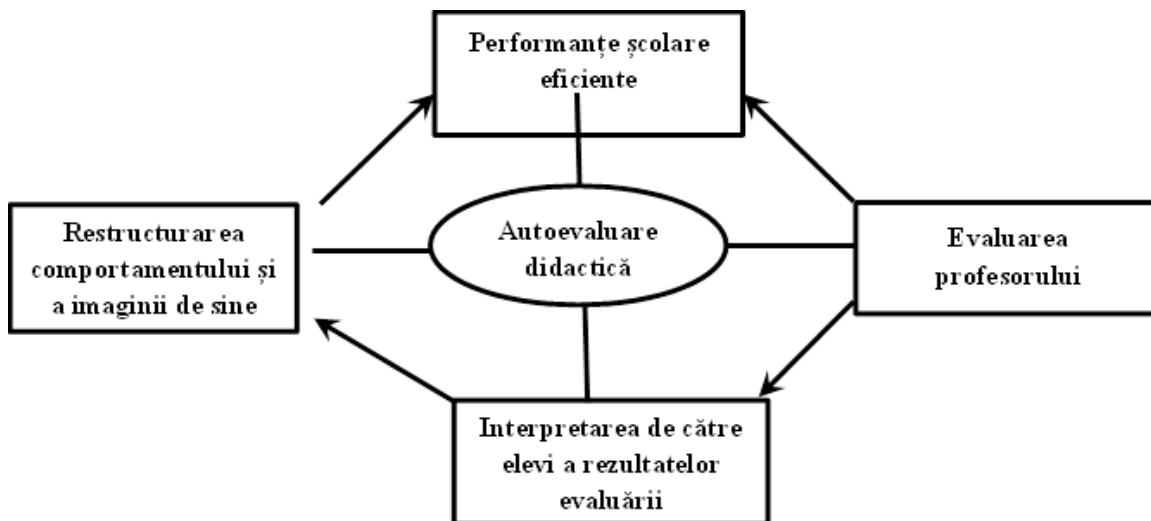 Performanțe școlare
eficiente
Restructurarea
comportamentului și
a imaginii de sine
Autoevaluare
didactică
Evaluarea
profesorului
Interpretarea de către
elevi a rezultatelor
evaluării